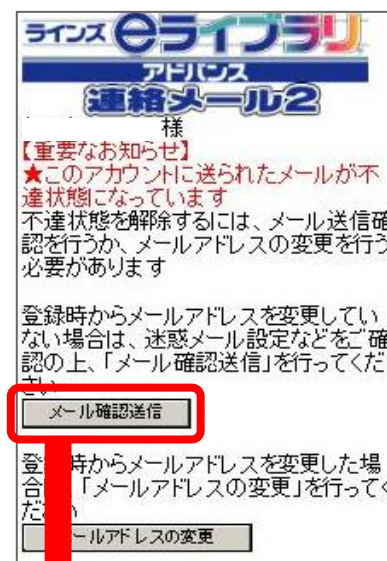 ラインズ eライブラリ
アドバンス
連絡メール2
様
【重要なお知らせ】
★このアカウントに送られたメールが不
達状態になっています
不達状態を解除するには、メール送信確
認を行うか、メールアドレスの変更を行う
必要があります
登録時からメールアドレスを変更してい
ない場合は、迷惑メール設定などをご確
認の上、「メール確認送信」を行ってくだ
さい
メール確認送信
登 時からメールアドレスを変更した場
合 「メールアドレスの変更」を行ってく
だ い
ールアドレスの変更